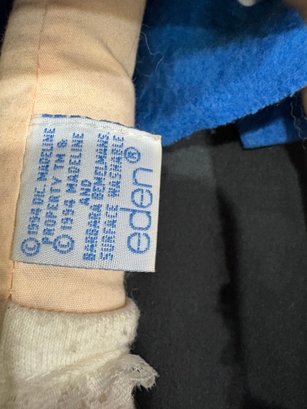 © 1994 DIC. MADELINE
PROPERTY TM &
© 1994 MADELINE
AND
BARBARA BEMELMANS
SURFACE WASHABLE
eden®